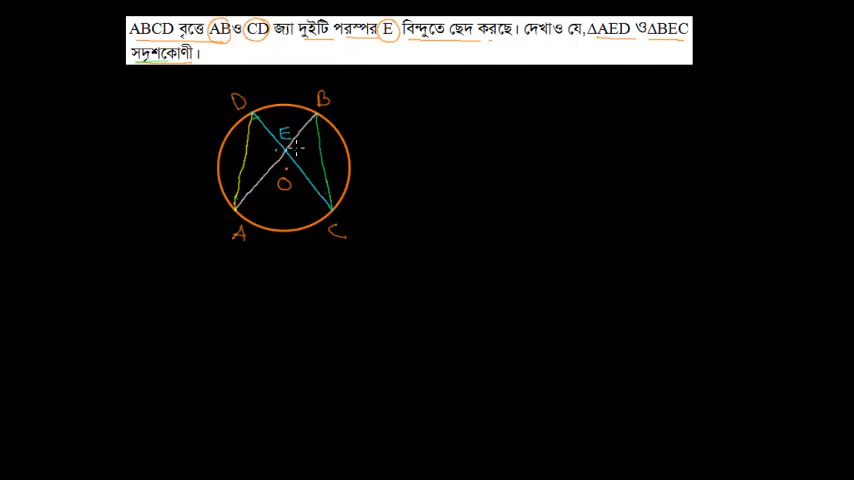 ABCD বৃত্তে AB ও CD জ্যা দুইটি পরস্পর E বিন্দুতে ছেদ করছে। দেখাও যে, ΔAED ও ΔBEC
সদৃশকোণী।
D B
E
O
A C